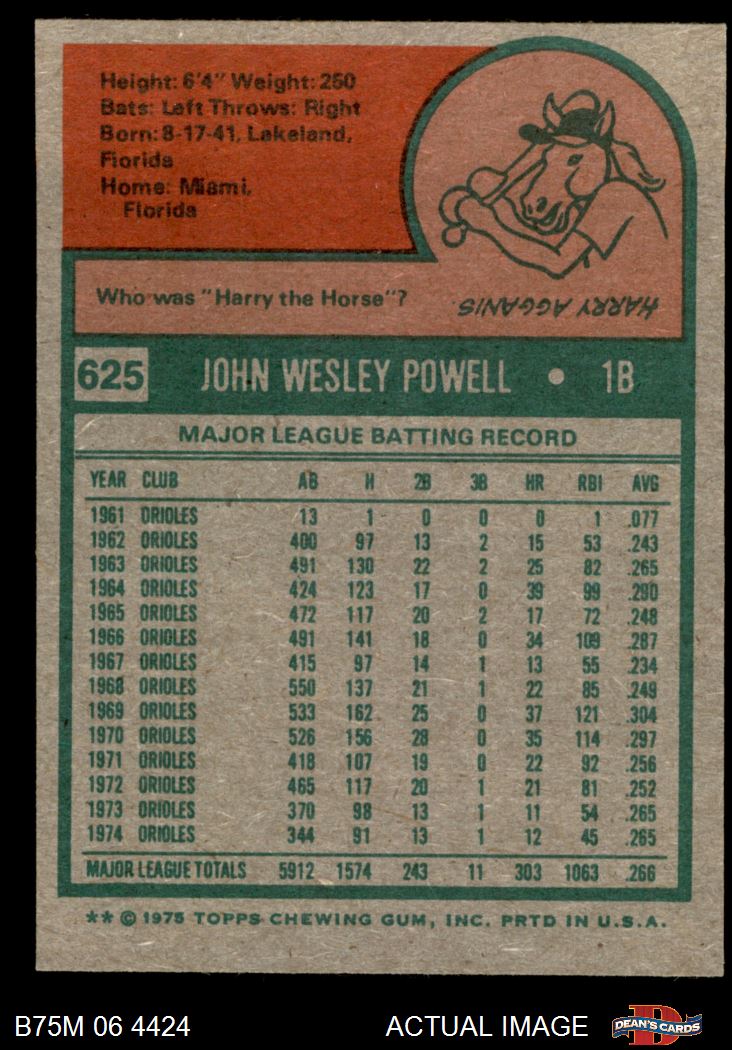 Height: 6'4" Weight: 250
Bats: Left Throws: Right
Born: 8-17-41, Lakeland,
Florida
Home: Miami,
Florida
Who was "Harry the Horse"?
HARRY AGGANIS.
625 JOHN WESLEY POWELL • 1B
MAJOR LEAGUE BATTING RECORD
YEAR CLUB AB H 2B 3B HR RBI AVG
1961 ORIOLES 13 1 0 0 0 1 .077
1962 ORIOLES 400 97 13 2 15 53 .243
1963 ORIOLES 491 130 22 2 25 82 .265
1964 ORIOLES 424 123 17 0 39 99 .290
1965 ORIOLES 472 117 20 2 17 72 .248
1966 ORIOLES 491 141 18 0 34 109 .287
1967 ORIOLES 415 97 14 1 13 55 .234
1968 ORIOLES 550 137 21 1 22 85 .249
1969 ORIOLES 533 162 25 0 37 121 .304
1970 ORIOLES 526 156 28 0 35 114 .297
1971 ORIOLES 418 107 19 0 22 92 .256
1972 ORIOLES 465 117 20 1 21 81 .252
1973 ORIOLES 370 98 13 1 11 54 .265
1974 ORIOLES 344 91 13 1 12 45 .265
MAJOR LEAGUE TOTALS 5912 1574 243 11 303 1063 .266
** © 1975 TOPPS CHEWING GUM, INC. PRTD IN U.S.A.
B75M 06 4424 ACTUAL IMAGE D DEAN'S CARDS